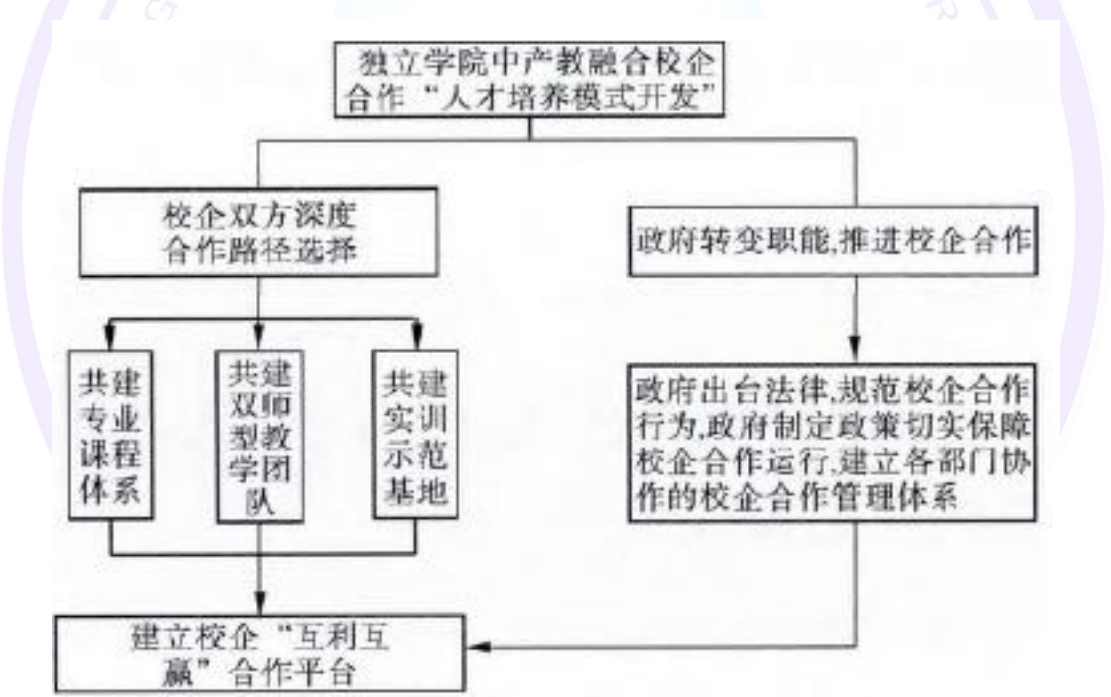 独立学院中产教融合校企
合作“人才培养模式开发”
校企双方深度
合作路径选择
政府转变职能,推进校企合作
共建
专业
课程
体系
共建
双师
型教
学团
队
共建
实训
示范
基地
政府出台法律,规范校企合作
行为,政府制定政策切实保障
校企合作运行,建立各部门协
作的校企合作管理体系
建立校企“互利互
赢”合作平台